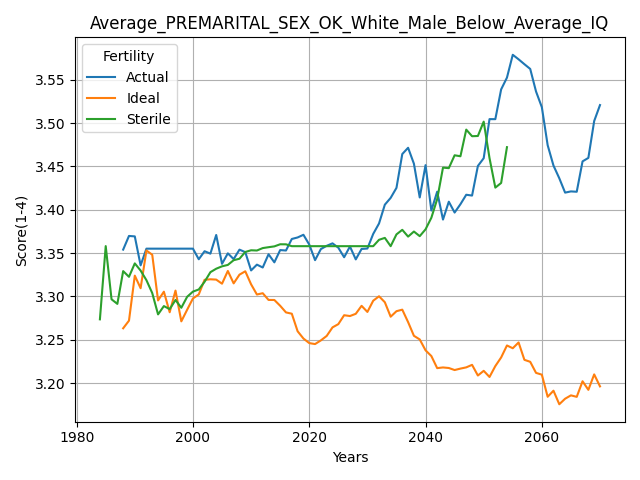 Average_PREMARITAL_SEX_OK_White_Male_Below_Average_IQ
Fertility
Actual
Ideal
Sterile
Score(1-4)
3.55
3.50
3.45
3.40
3.35
3.30
3.25
3.20
1980 2000 2020 2040 2060
Years